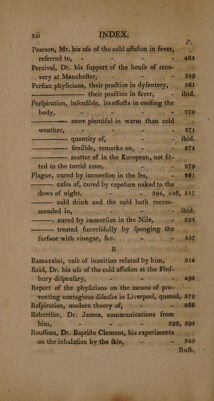 xii INDEX.
P.
Pearson, Mr. his use of the cold affusion in fever,
referred to, - - - - 463
Percival, Dr. his support of the house of reco-
very at Manchester, - - - 349
Persian physicians, their practice in dysentery, 561
——— their practice in fever, ibid.
Perspiration, insensible, its effects in cooling the
body, - - - - 270
——— more plentiful in warm than cold
weather, - - - - 271
——— quantity of, - - ibid.
——— sensible, remarks on, - 274
——— matter of in the European, not fit-
ted to the torrid zone, - - 279
Plague, cured by immersion in the sea, - 261
——— cases of, cured by exposure naked to the
dews of night, - 394, 556, 557
——— cold drink and the cold bath recom-
mended in, - - - ibid.
———, cured by immersion in the Nile, - 393
——— treated successfully by sponging the
surface with vinegar, &c. - - 557
R
Ramazzini, case of inanition related by him, 314
Reid, Dr. his use of the cold affusion at the Fins-
bury dispensary, - - - 494
Report of the physicians on the means of pre-
venting contagious diseases in Liverpool, quoted, 372
Respiration, modern theory of, - - 268
Robertson, Dr. James, communications from
him, - - - 292, 394
Rousseau, Dr. Baptiste Clement, his experiments
on the inhalation by the skin, - - 340
Rush,